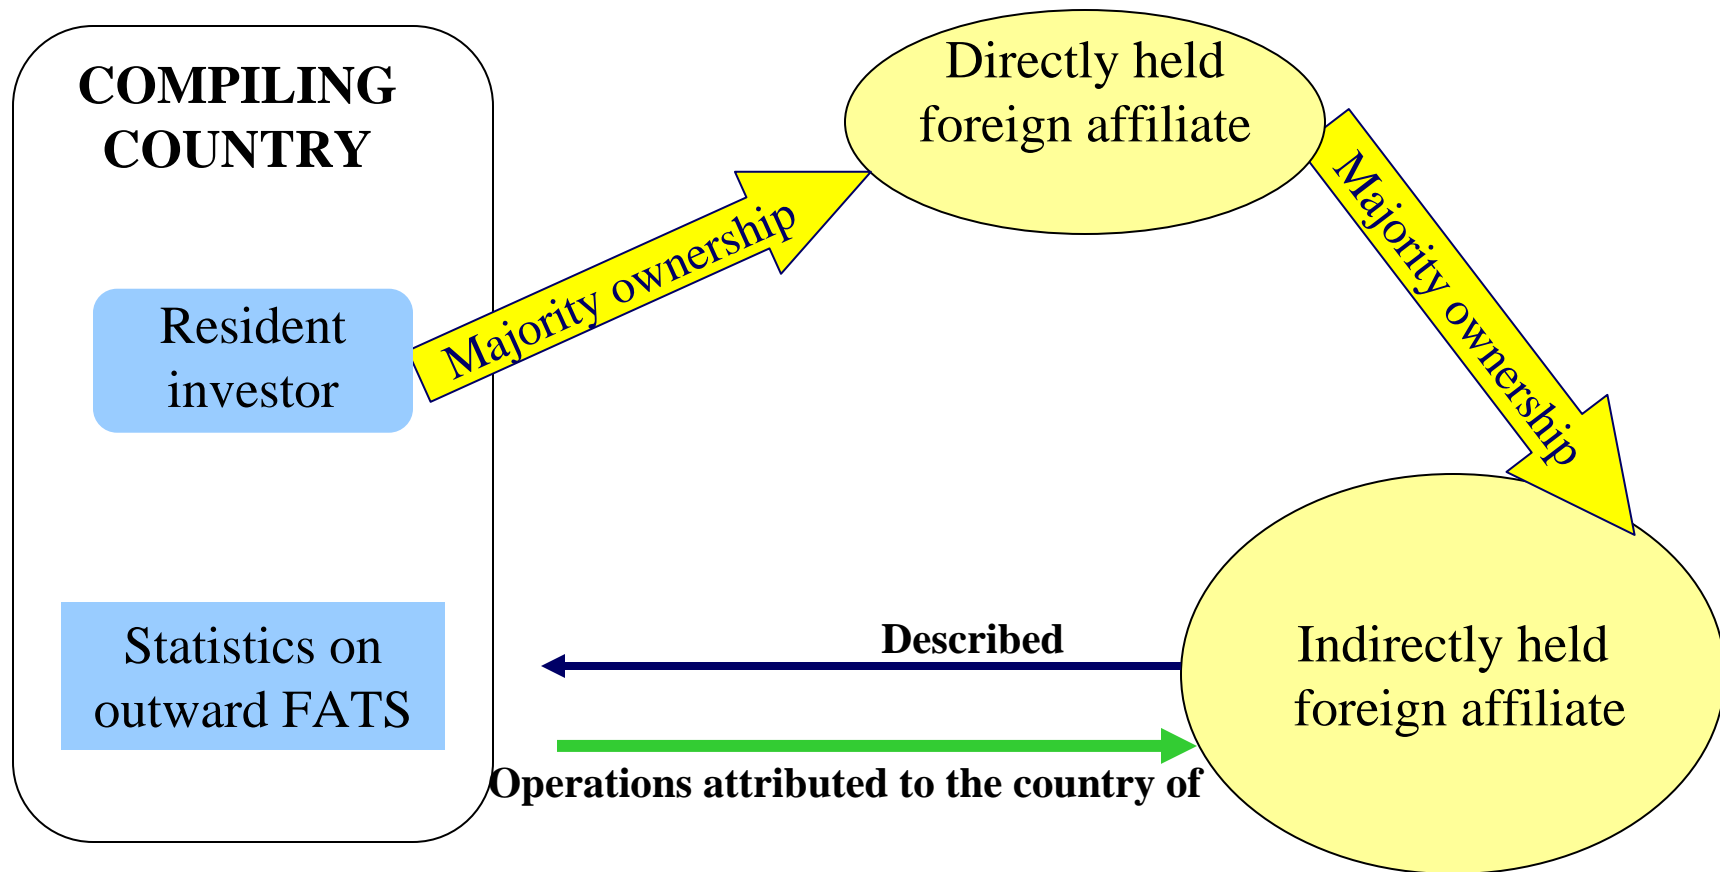 COMPILING
COUNTRY
Directly held
foreign affiliate
Majority ownership
Majority ownership
Resident
investor
Described
Statistics on
outward FATS
Indirectly held
foreign affiliate
Operations attributed to the country of